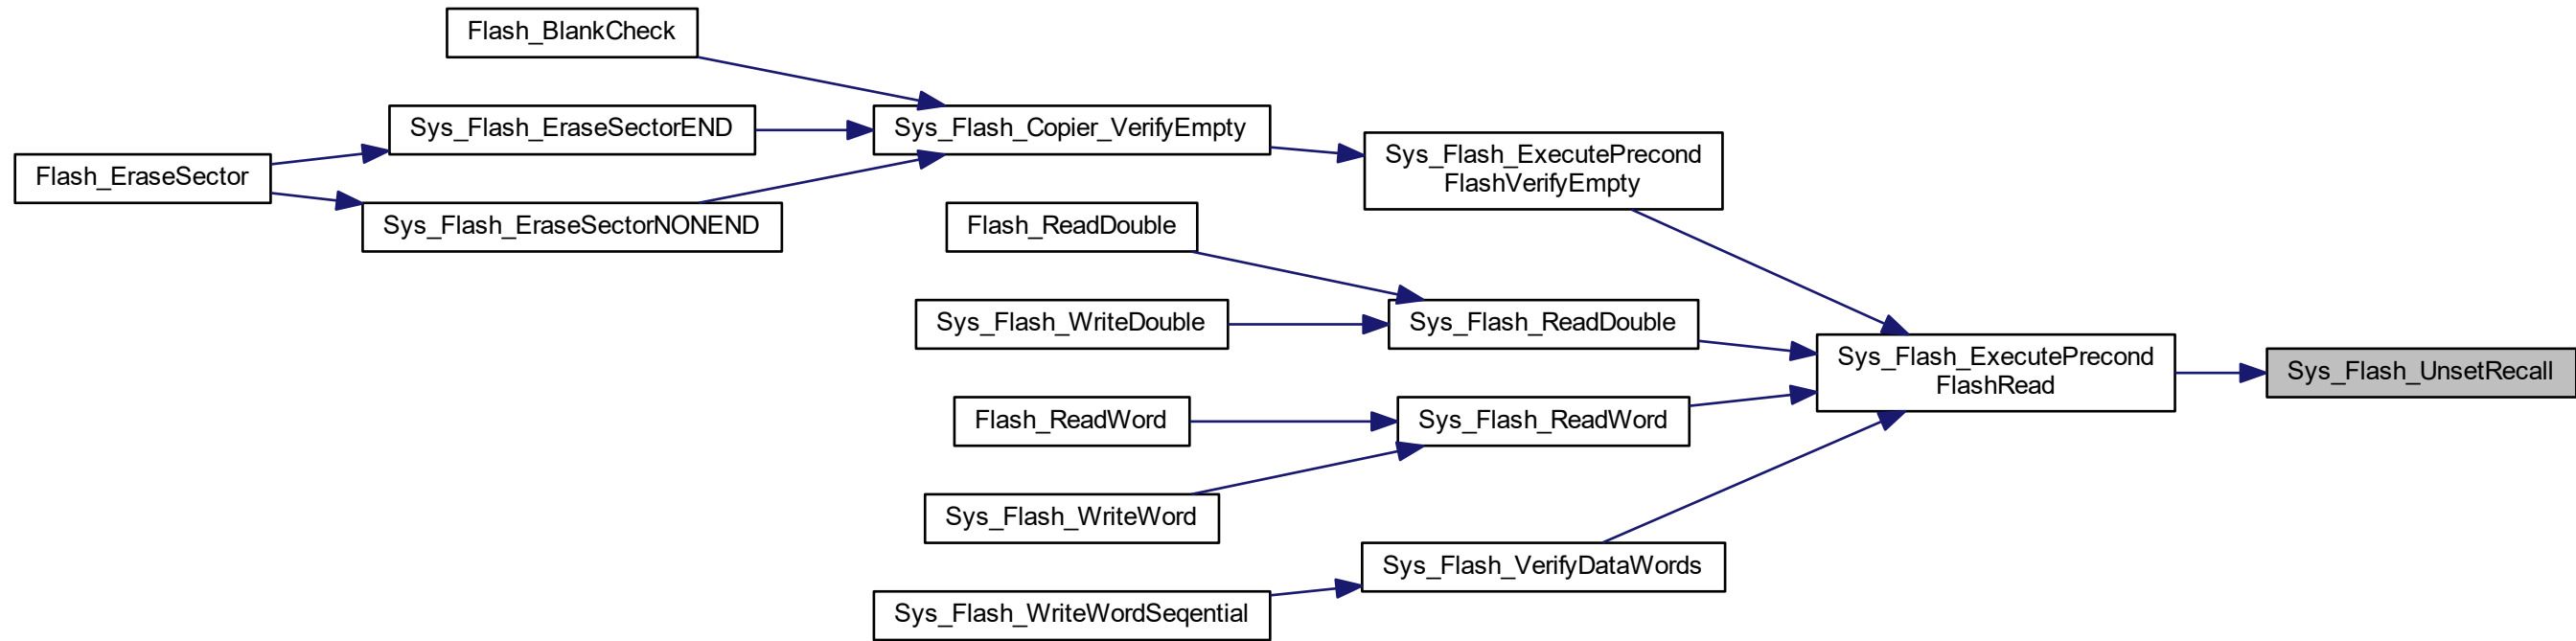 Flash_BlankCheck
Sys_Flash_EraseSectorEND
Sys_Flash_Copier_VerifyEmpty
Sys_Flash_ExecutePrecond
FlashVerifyEmpty
Flash_EraseSector
Sys_Flash_EraseSectorNONEND
Flash_ReadDouble
Sys_Flash_WriteDouble
Sys_Flash_ReadDouble
Sys_Flash_ExecutePrecond
FlashRead
Sys_Flash_UnsetRecall
Flash_ReadWord
Sys_Flash_ReadWord
Sys_Flash_WriteWord
Sys_Flash_VerifyDataWords
Sys_Flash_WriteWordSeqential